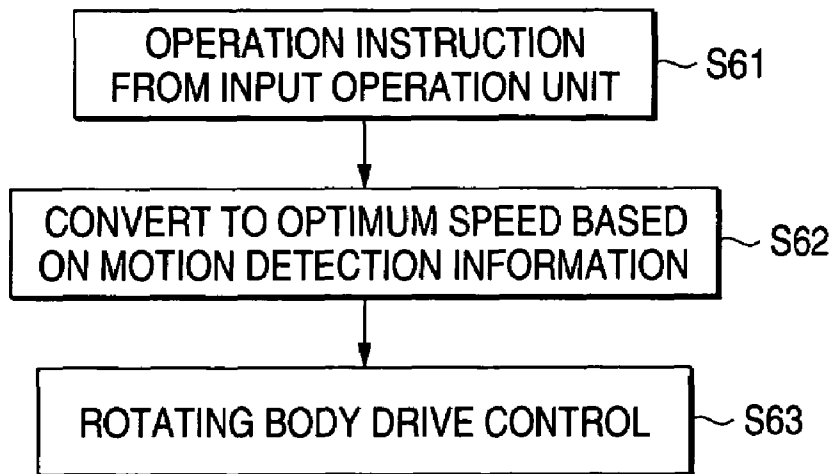 OPERATION INSTRUCTION
FROM INPUT OPERATION UNIT
S61
CONVERT TO OPTIMUM SPEED BASED
ON MOTION DETECTION INFORMATION
S62
ROTATING BODY DRIVE CONTROL
S63